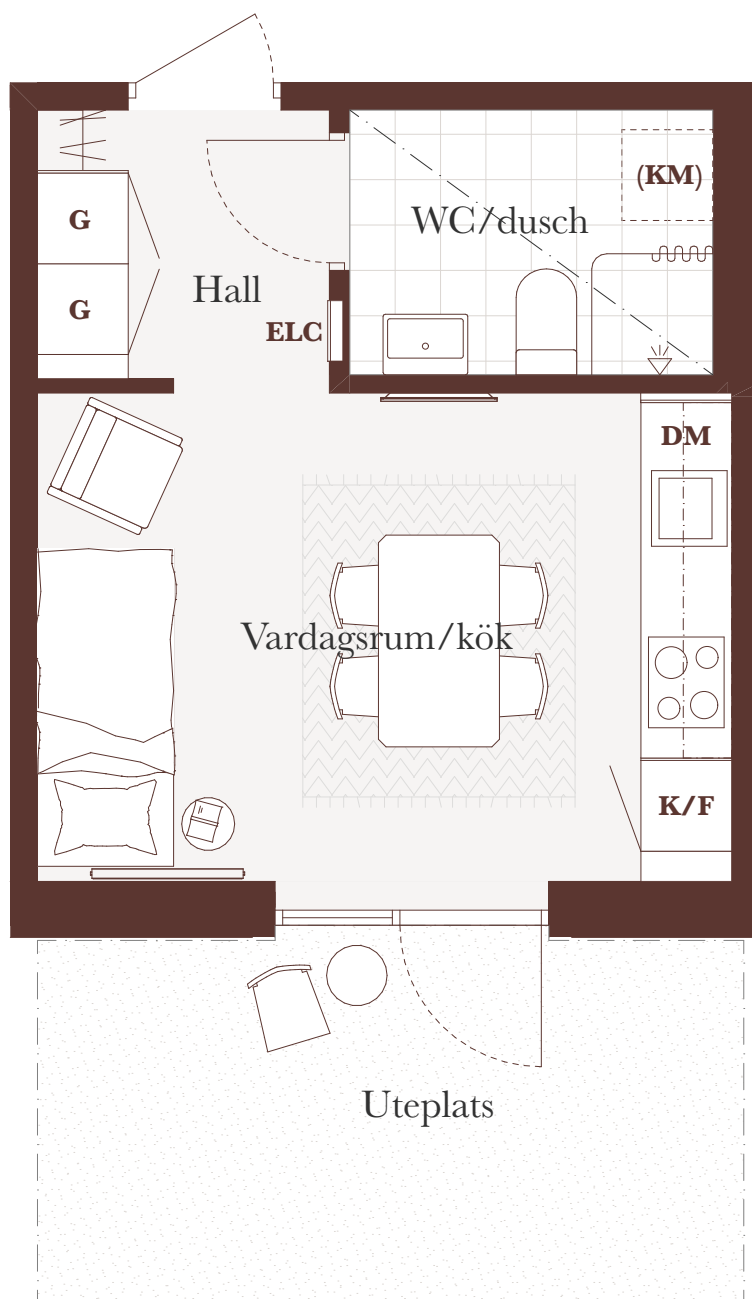 (KM)
G
WC/dusch
Hall
G
ELC
DM
Vardagsrum/kök
K/F
Uteplats